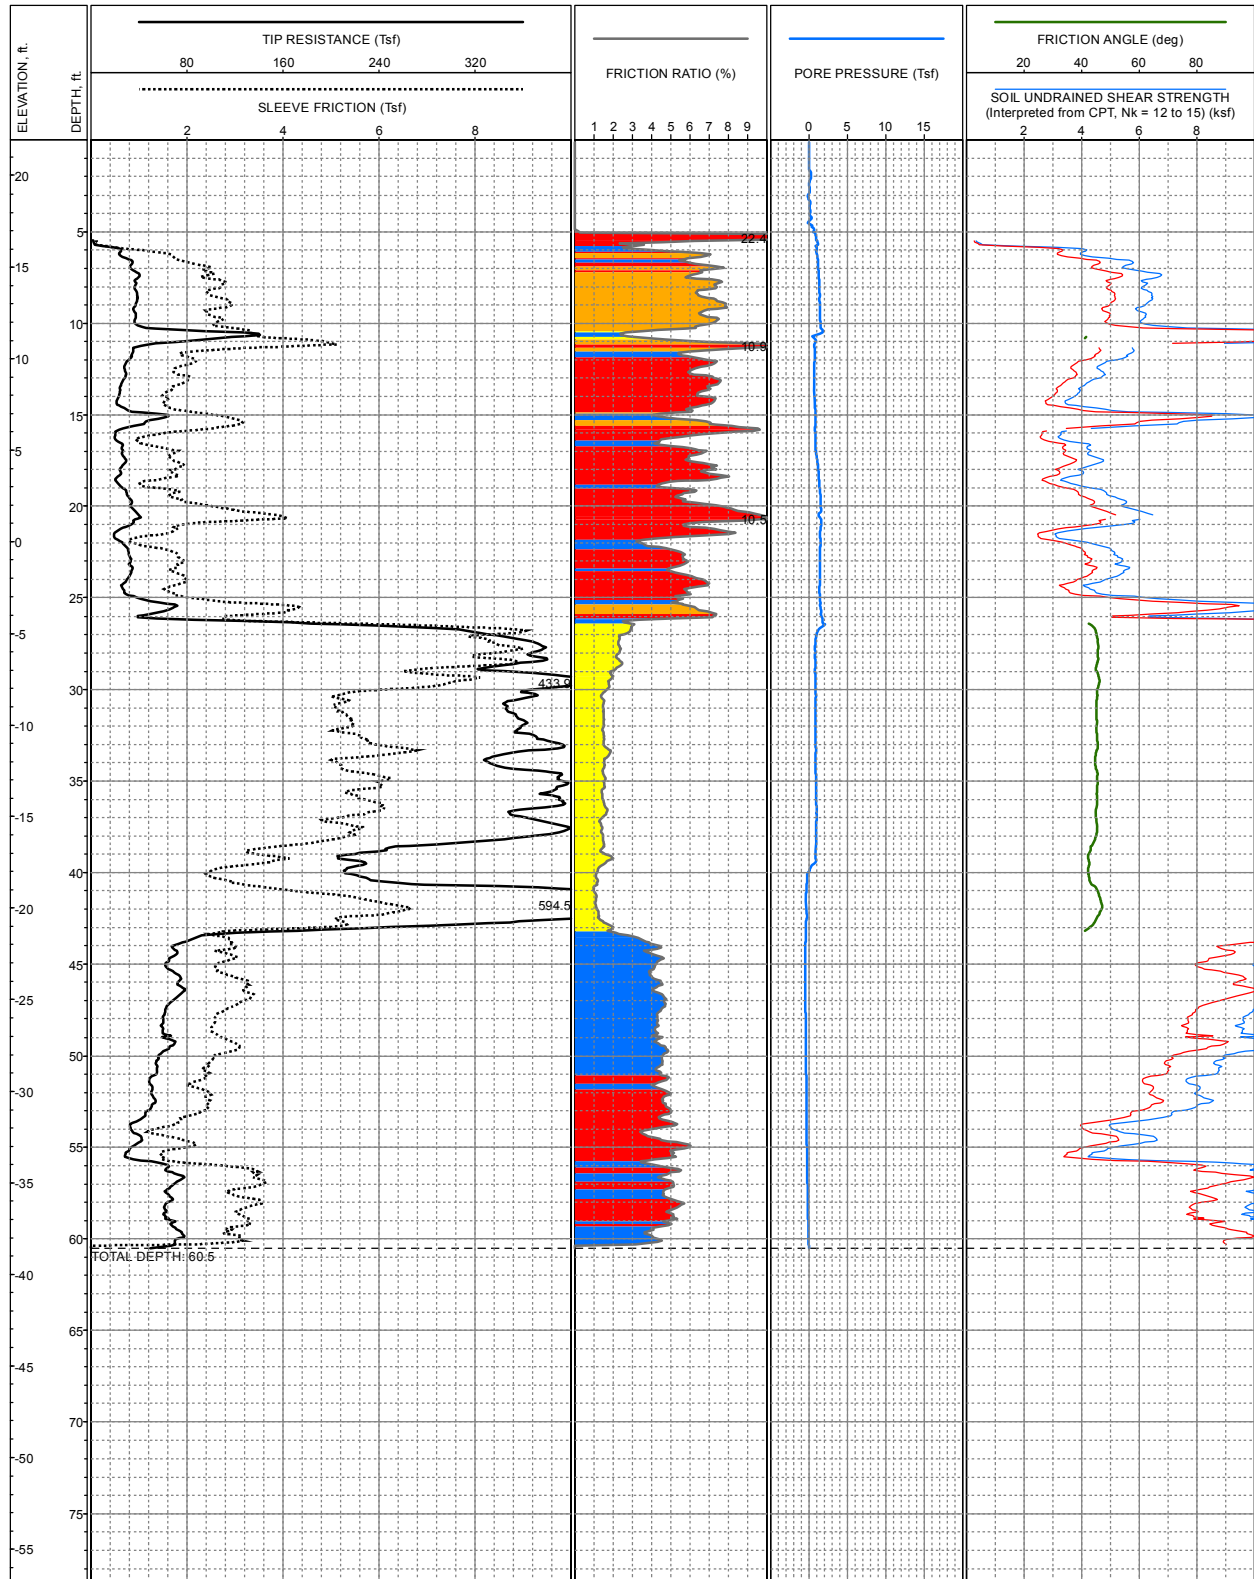 ELEVATION, ft.
DEPTH, ft.
TIP RESISTANCE (Tsf)
80 160 240 320
SLEEVE FRICTION (Tsf)
2 4 6 8
FRICTION RATIO (%)
1 2 3 4 5 6 7 8 9
PORE PRESSURE (Tsf)
0 5 10 15
FRICTION ANGLE (deg)
20 40 60 80
SOIL UNDRAINED SHEAR STRENGTH
(Interpreted from CPT, Nk = 12 to 15) (ksf)
2 4 6 8
20
5
22.4
15
10
10.9
10
15
5
20
10.5
0
25
-5
433.9
30
-10
35
-15
40
594.5
-20
45
-25
50
-30
55
-35
60
TOTAL DEPTH: 60.5
-40
65
-45
70
-50
75
-55